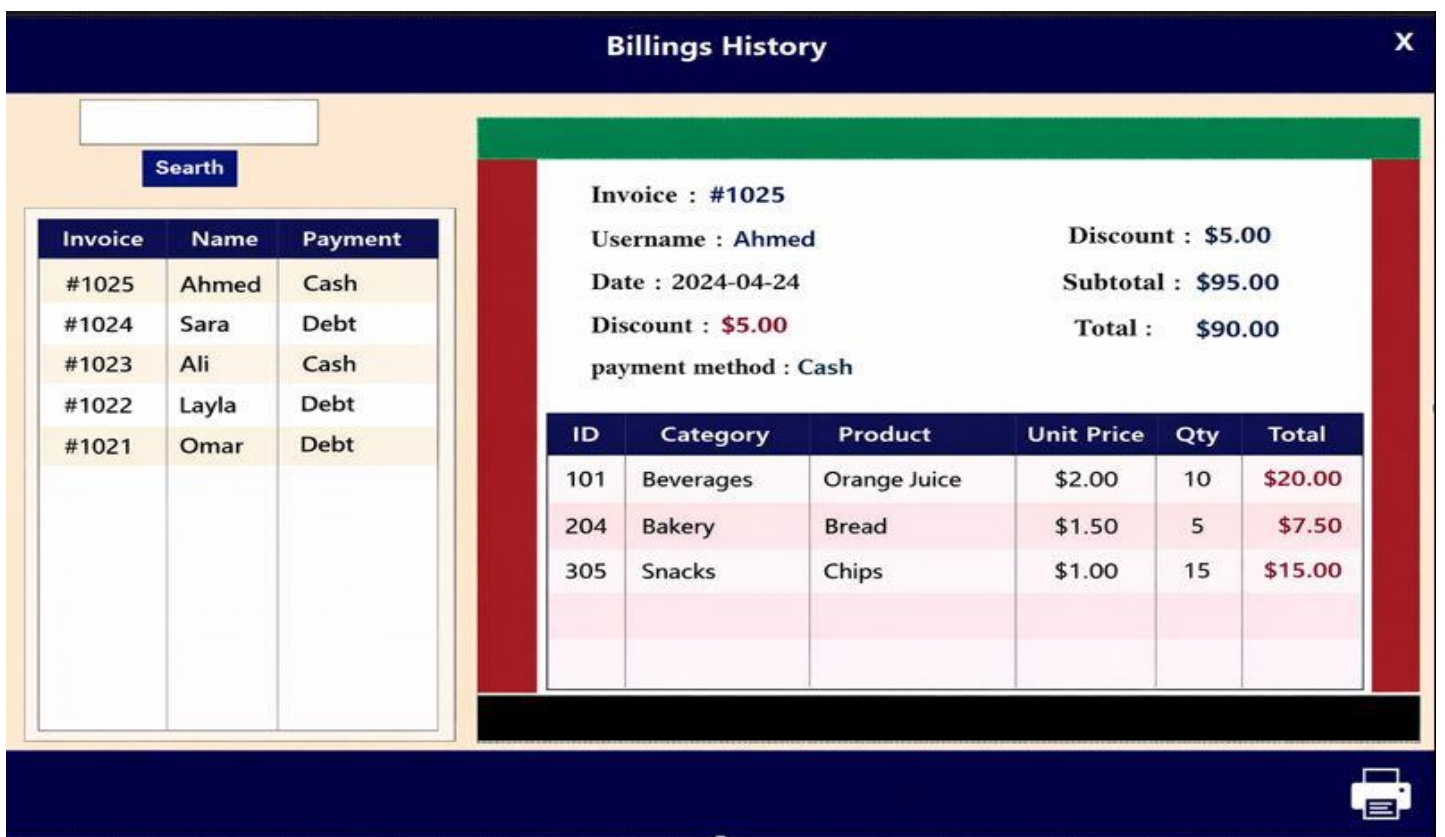 Billings History
X
Searth
Invoice Name Payment
#1025 Ahmed Cash
#1024 Sara Debt
#1023 Ali Cash
#1022 Layla Debt
#1021 Omar Debt
Invoice : #1025
Username : Ahmed
Date : 2024-04-24
Discount : $5.00
payment method : Cash
Discount : $5.00
Subtotal : $95.00
Total : $90.00
ID Category Product Unit Price Qty Total
101 Beverages Orange Juice $2.00 10 $20.00
204 Bakery Bread $1.50 5 $7.50
305 Snacks Chips $1.00 15 $15.00